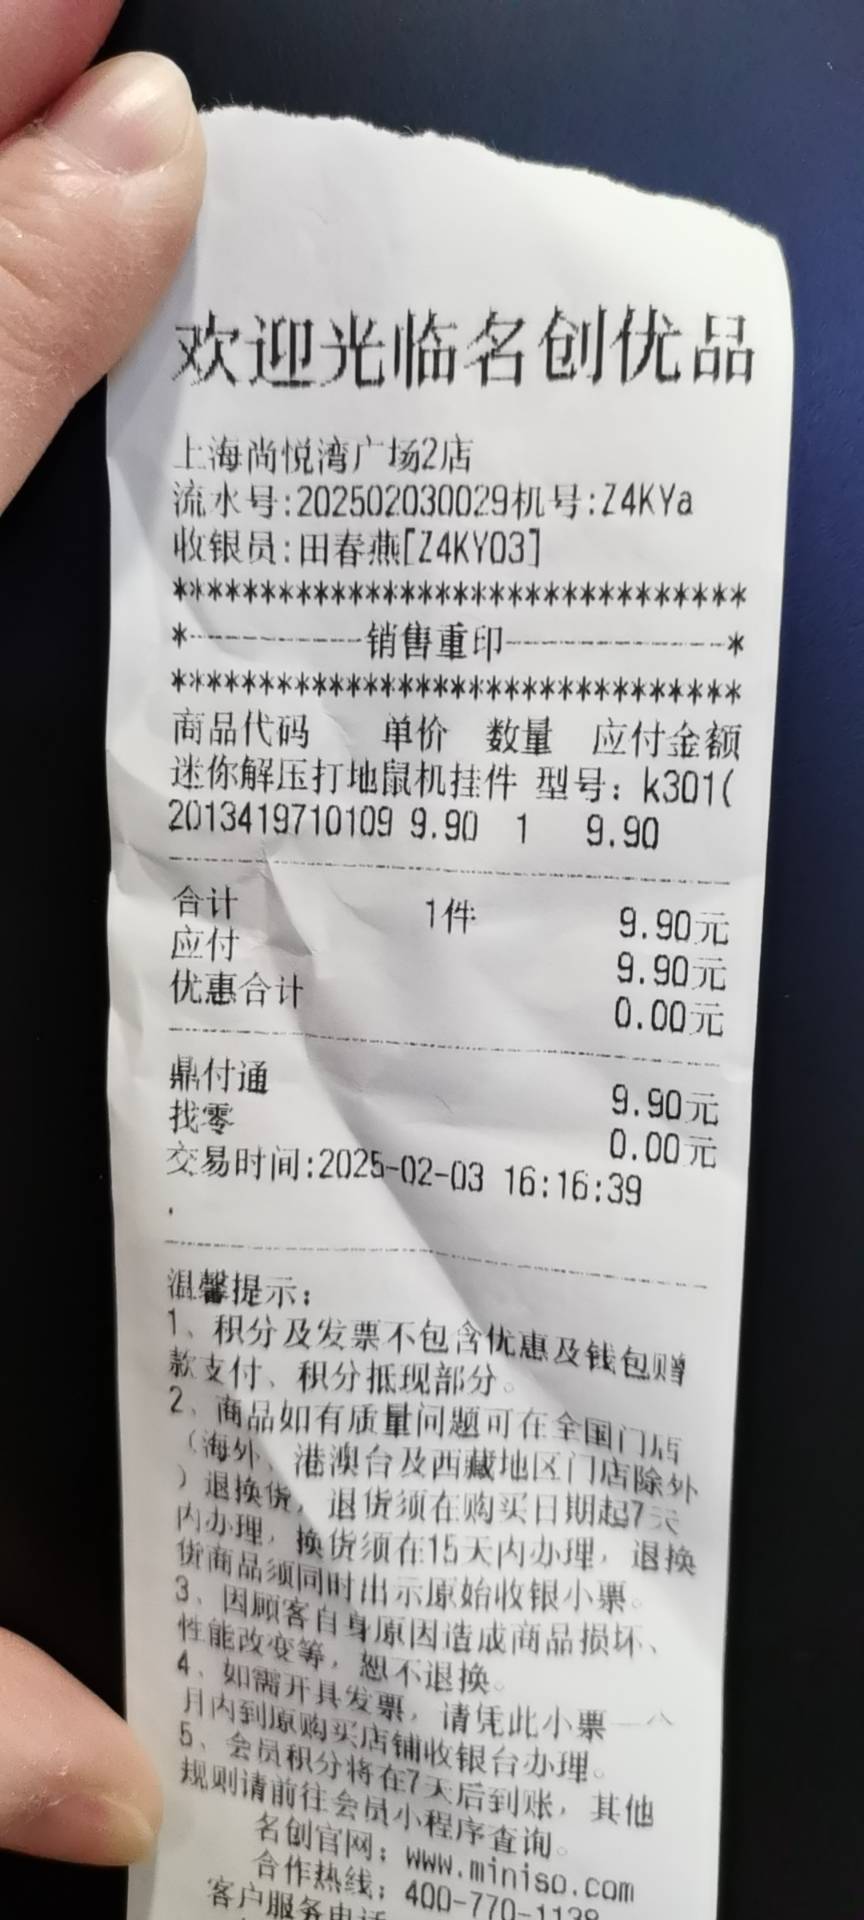 欢迎光临名创优品
上海尚悦湾广场2店
流水号:202502030029机号:Z4KYa
收银员:田春燕[Z4KY03]
**********************************
*----------销售重印-------------*
**********************************
商品代码 单价 数量 应付金额
迷你解压打地鼠机挂件 型号: k301(
2013419710109 9.90 1 9.90
合计 1件 9.90元
应付 9.90元
优惠合计 0.00元
鼎付通 9.90元
找零 0.00元
交易时间:2025-02-03 16:16:39
.
温馨提示:
1、积分及发票不包含优惠及钱包赠
款支付、积分抵现部分。
2、商品如有质量问题可在全国门店
(海外、港澳台及西藏地区门店除外
)退换货,退货须在购买日期起7天
内办理,换货须在15天内办理,退换
货商品须同时出示原始收银小票。
3、因顾客自身原因造成商品损坏、
性能改变等,恕不退换。
4、如需开具发票,请凭此小票一个
月内到原购买店铺收银台办理。
5、会员积分将在7天后到账,其他
规则请前往会员小程序查询。
名创官网:www.miniso.com
合作热线:400-770-1138
客户服务电话